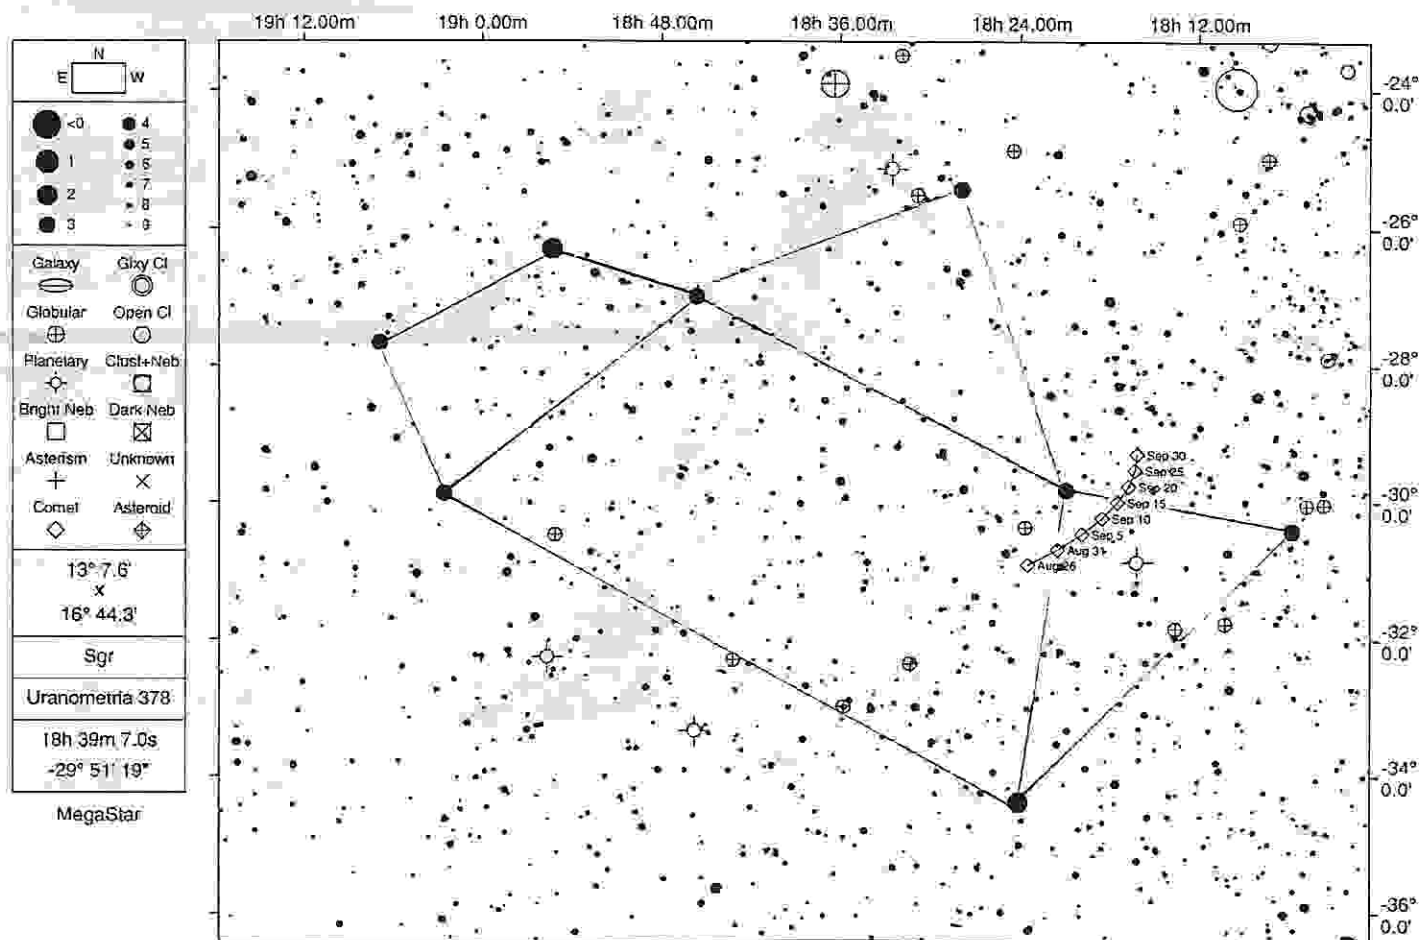 19h 12.00m 19h 0.00m 18h 48.00m 18h 36.00m 18h 24.00m 18h 12.00m
N
E W
<0 4
5
1 6
7
2 8
3 9
Galaxy Glxy Cl
Globular Open Cl
Planetary Clust+Neb
Bright Neb Dark Neb
Asterism Unknown
Comet Asteroid
13° 7.6'
x
16° 44.3'
Sgr
Uranometria 378
18h 39m 7.0s
-29° 51' 19"
MegaStar
-24°
0.0'
-26°
0.0'
-28°
0.0'
-30°
0.0'
-32°
0.0'
-34°
0.0'
-36°
0.0'
Sep 30
Sep 25
Sep 20
Sep 15
Sep 10
Sep 5
Aug 31
Aug 26